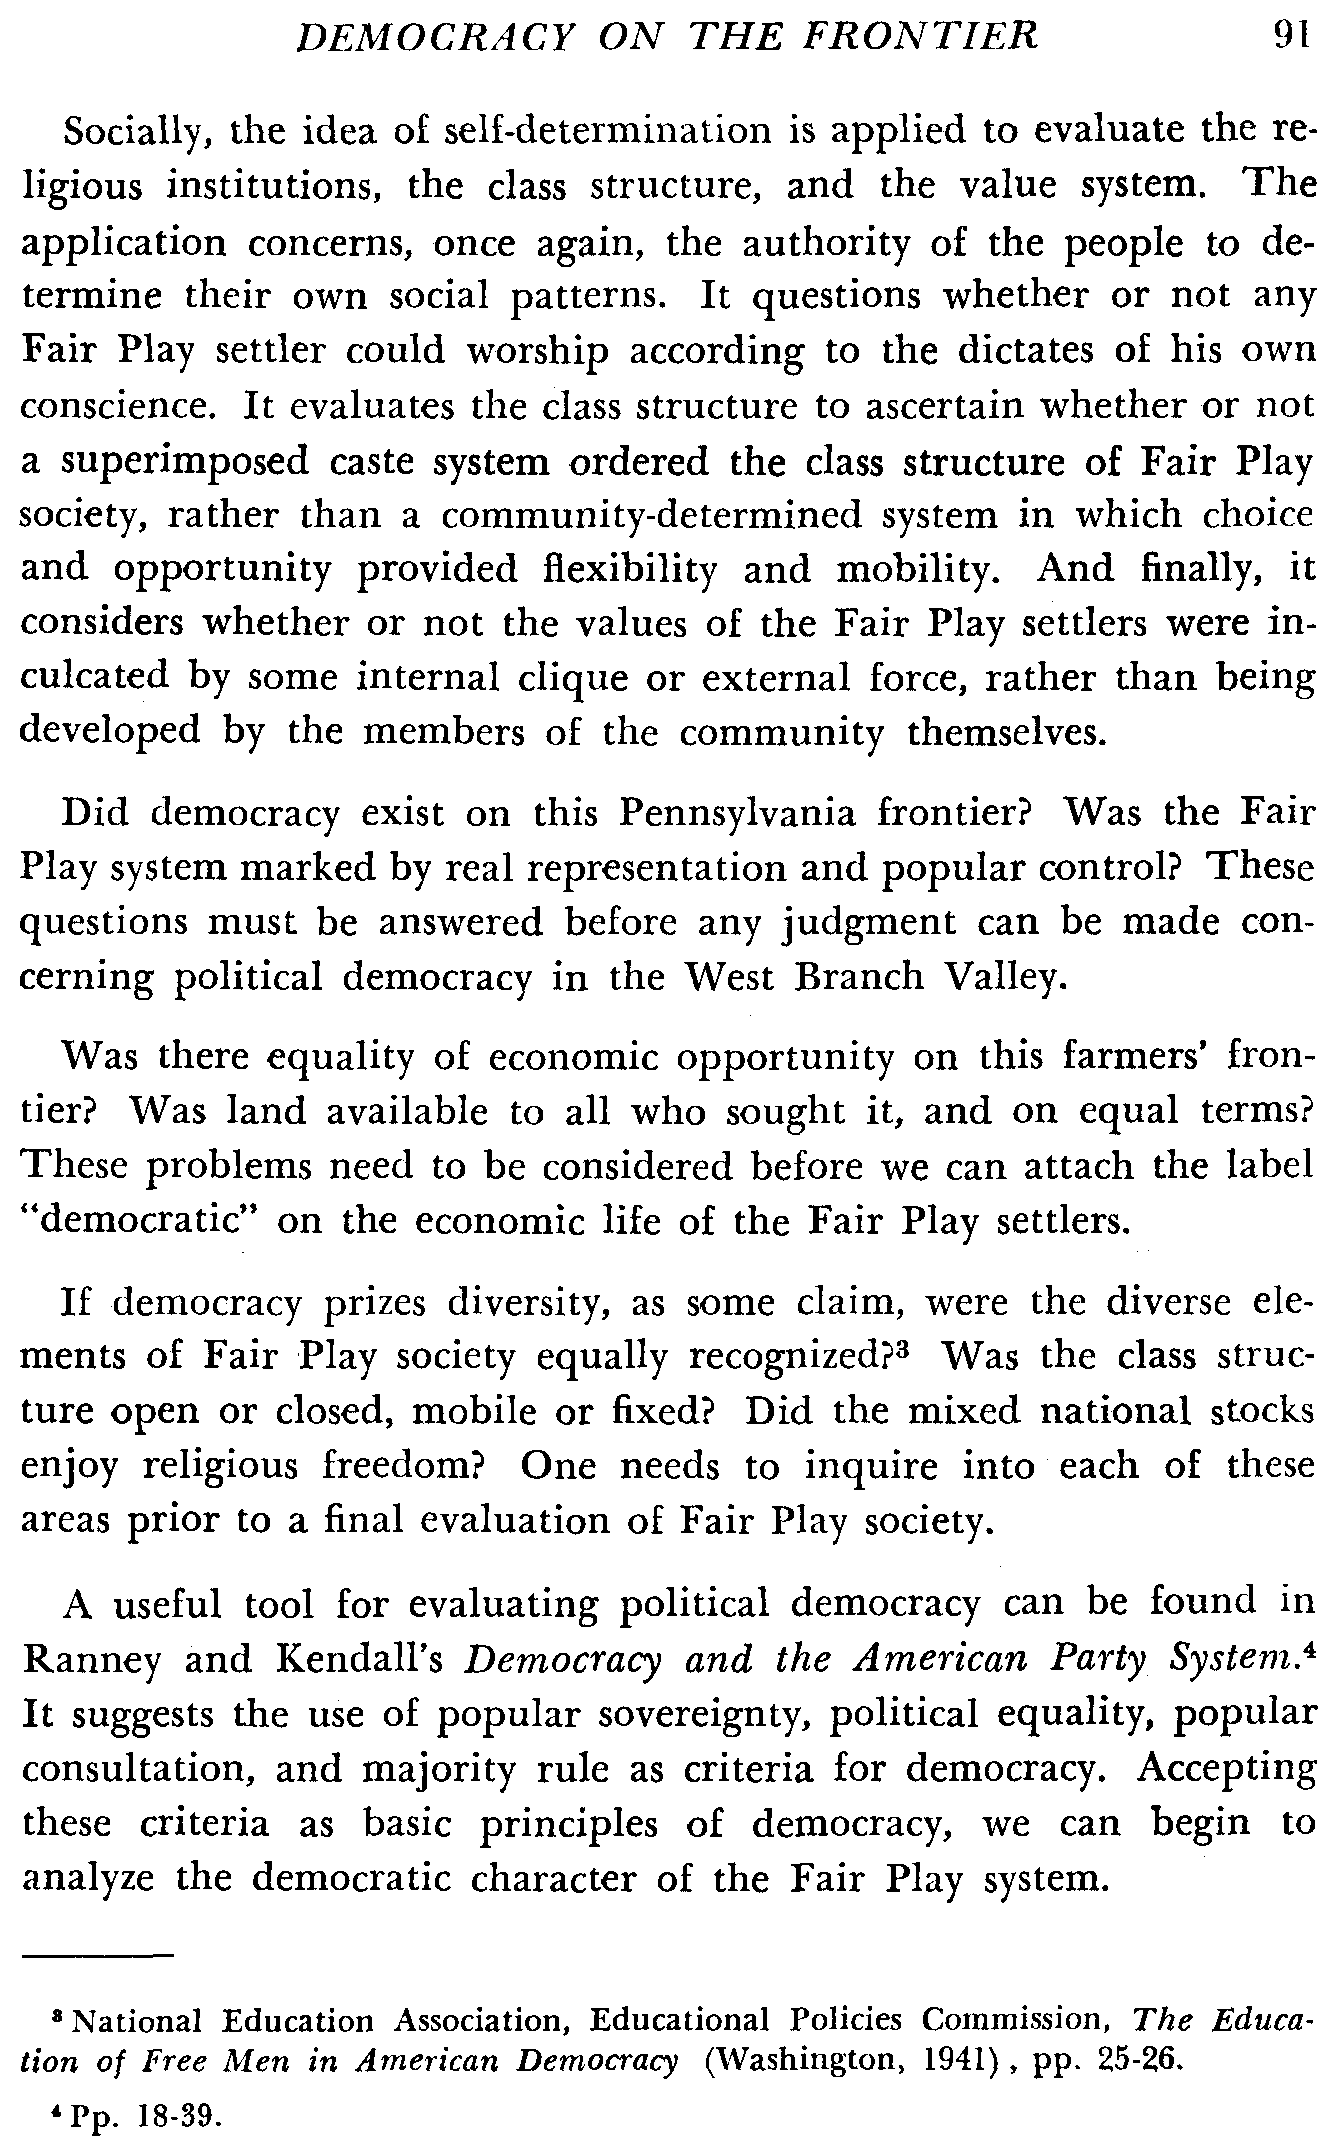 DEMOCRACY ON THE FRONTIER 91
Socially, the idea of self-determination is applied to evaluate the re-
ligious institutions, the class structure, and the value system. The
application concerns, once again, the authority of the people to de-
termine their own social patterns. It questions whether or not any
Fair Play settler could worship according to the dictates of his own
conscience. It evaluates the class structure to ascertain whether or not
a superimposed caste system ordered the class structure of Fair Play
society, rather than a community-determined system in which choice
and opportunity provided flexibility and mobility. And finally, it
considers whether or not the values of the Fair Play settlers were in-
culcated by some internal clique or external force, rather than being
developed by the members of the community themselves.
Did democracy exist on this Pennsylvania frontier? Was the Fair
Play system marked by real representation and popular control? These
questions must be answered before any judgment can be made con-
cerning political democracy in the West Branch Valley.
Was there equality of economic opportunity on this farmers' fron-
tier? Was land available to all who sought it, and on equal terms?
These problems need to be considered before we can attach the label
“democratic” on the economic life of the Fair Play settlers.
If democracy prizes diversity, as some claim, were the diverse ele-
ments of Fair Play society equally recognized?³ Was the class struc-
ture open or closed, mobile or fixed? Did the mixed national stocks
enjoy religious freedom? One needs to inquire into each of these
areas prior to a final evaluation of Fair Play society.
A useful tool for evaluating political democracy can be found in
Ranney and Kendall's Democracy and the American Party System.⁴
It suggests the use of popular sovereignty, political equality, popular
consultation, and majority rule as criteria for democracy. Accepting
these criteria as basic principles of democracy, we can begin to
analyze the democratic character of the Fair Play system.
³ National Education Association, Educational Policies Commission, The Educa-
tion of Free Men in American Democracy (Washington, 1941), pp. 25-26.
⁴ Pp. 18-39.